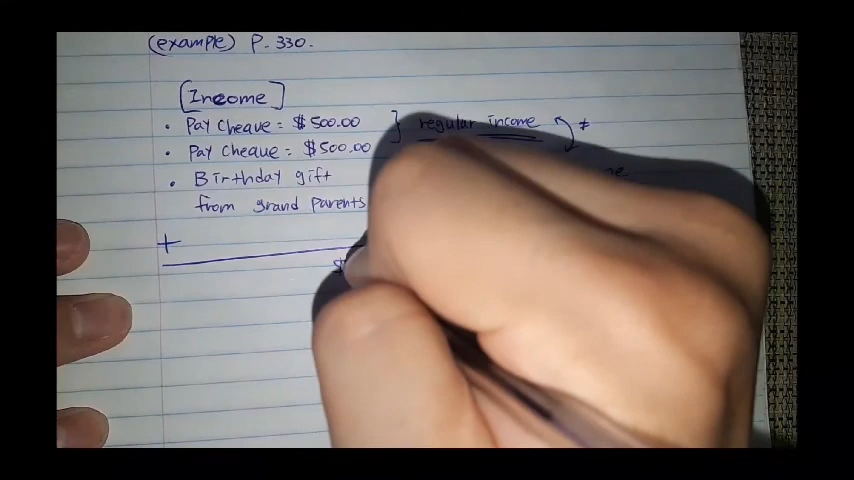 (example) P. 330.
[Income]
• Pay cheque = $500.00 } regular income ≠
• Pay cheque = $500.00
• Birthday gift
from grand parents
+
$